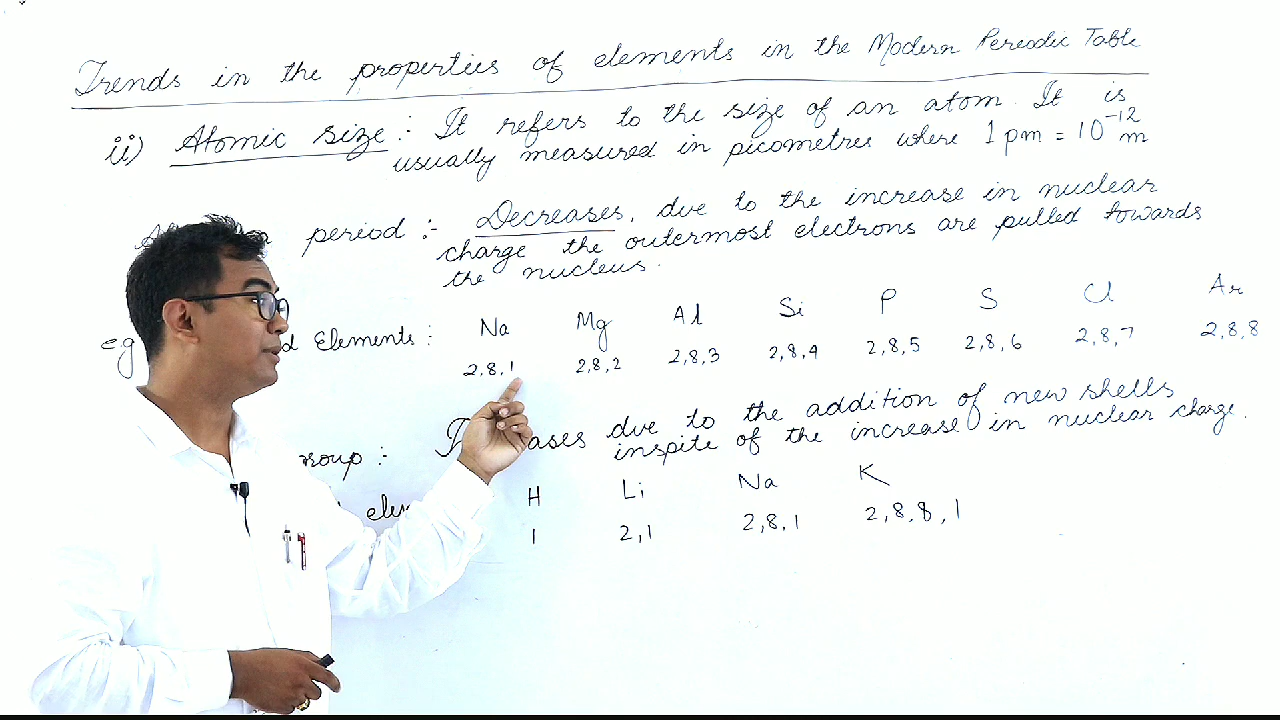 Trends in the properties of elements in the Modern Periodic Table
ii) Atomic size :- It refers to the size of an atom. It is
usually measured in picometres where 1 pm = 10⁻¹² m
period :- Decreases, due to the increase in nuclear
charge the outermost electrons are pulled towards
the nucleus.
eg Elements : Na Mg Al Si P S Cl Ar
2,8,1 2,8,2 2,8,3 2,8,4 2,8,5 2,8,6 2,8,7 2,8,8
due to the addition of new shells
inspite of the increase in nuclear charge.
H Li Na K
1 2,1 2,8,1 2,8,8,1